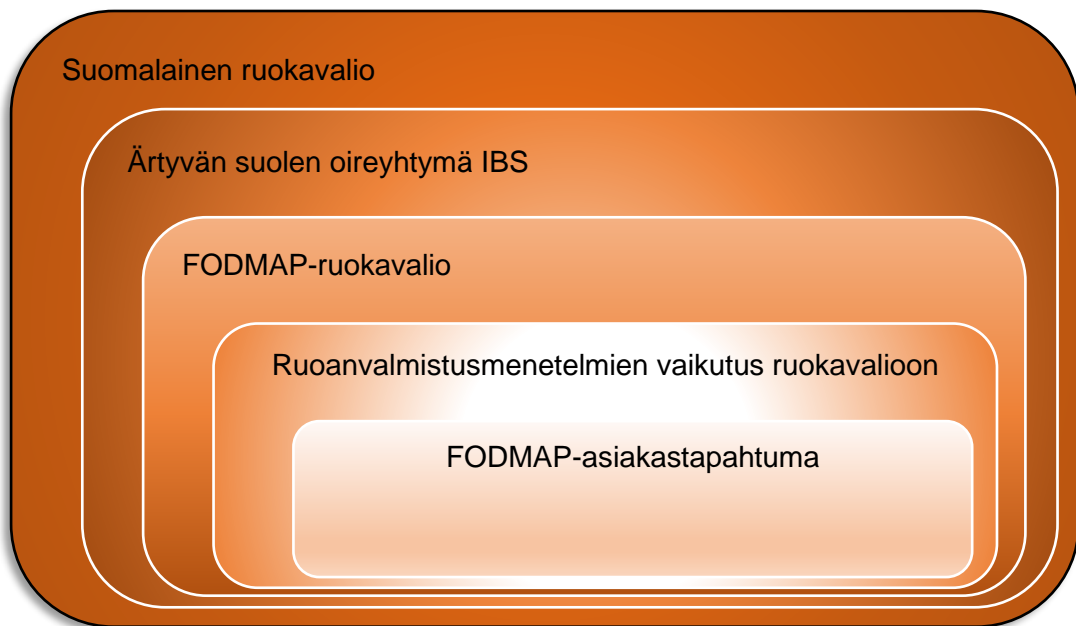 Suomalainen ruokavalio
Ärtyvän suolen oireyhtymä IBS
FODMAP-ruokavalio
Ruoanvalmistusmenetelmien vaikutus ruokavalioon
FODMAP-asiakastapahtuma